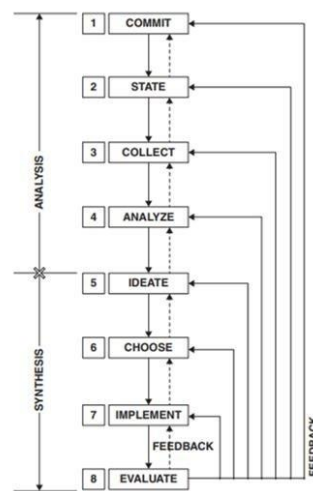 1 COMMIT
2 STATE
3 COLLECT
ANALYSIS
4 ANALYZE
5 IDEATE
6 CHOOSE
SYNTHESIS
7 IMPLEMENT
FEEDBACK
FEEDBACK
8 EVALUATE